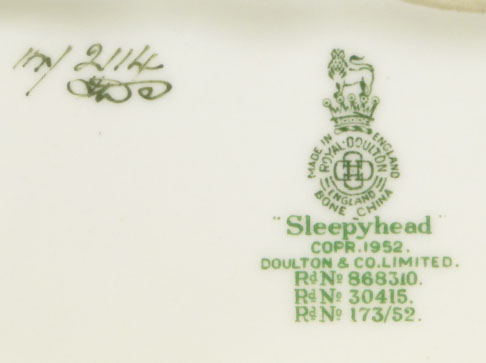 HN 2114
MADE IN ENGLAND
ROYAL·DOULTON
ENGLAND
BONE CHINA
"Sleepyhead"
COPR.1952.
DOULTON & CO.LIMITED.
Rd No 868310.
Rd No 30415.
Rd No 173/52.